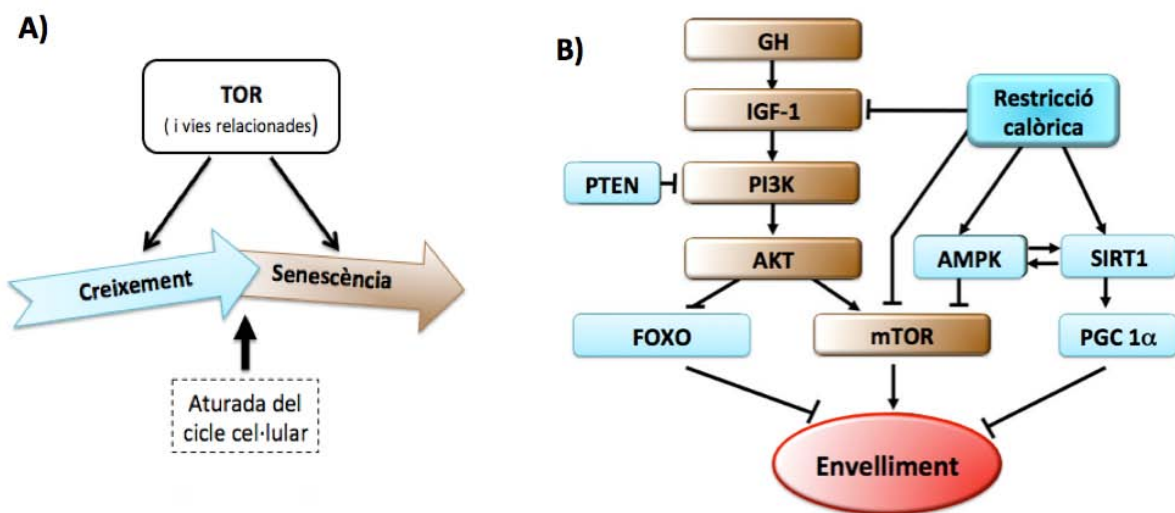 A)
TOR
( i vies relacionades)
Creixement
Senescència
Aturada del
cicle cel·lular
B)
GH
IGF-1
Restricció
calòrica
PTEN
PI3K
AKT
AMPK
SIRT1
FOXO
mTOR
PGC 1α
Envelliment